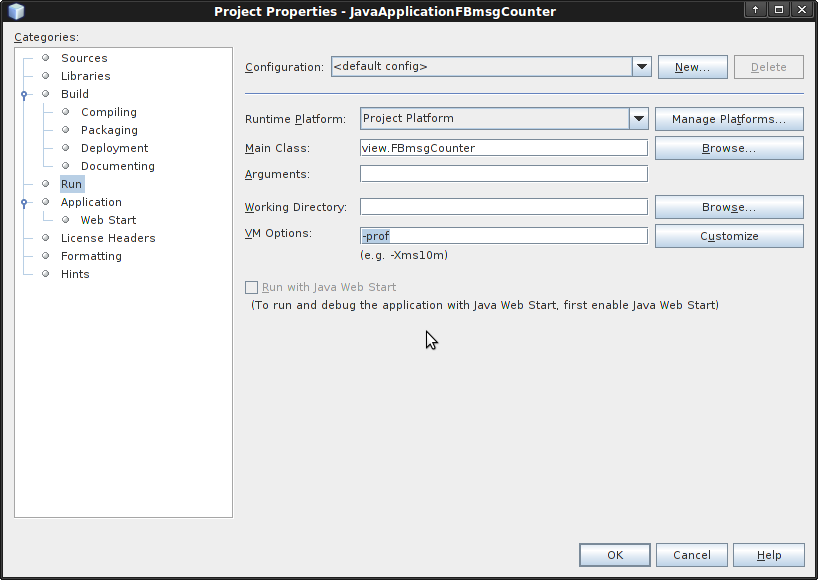 Project Properties - JavaApplicationFBmsgCounter
Categories:
Sources
Libraries
Build
Compiling
Packaging
Deployment
Documenting
Run
Application
Web Start
License Headers
Formatting
Hints
Configuration: <default config> New... Delete
Runtime Platform: Project Platform Manage Platforms...
Main Class: view.FBmsgCounter Browse...
Arguments:
Working Directory: Browse...
VM Options: -prof Customize
(e.g. -Xms10m)
Run with Java Web Start
(To run and debug the application with Java Web Start, first enable Java Web Start)
OK Cancel Help